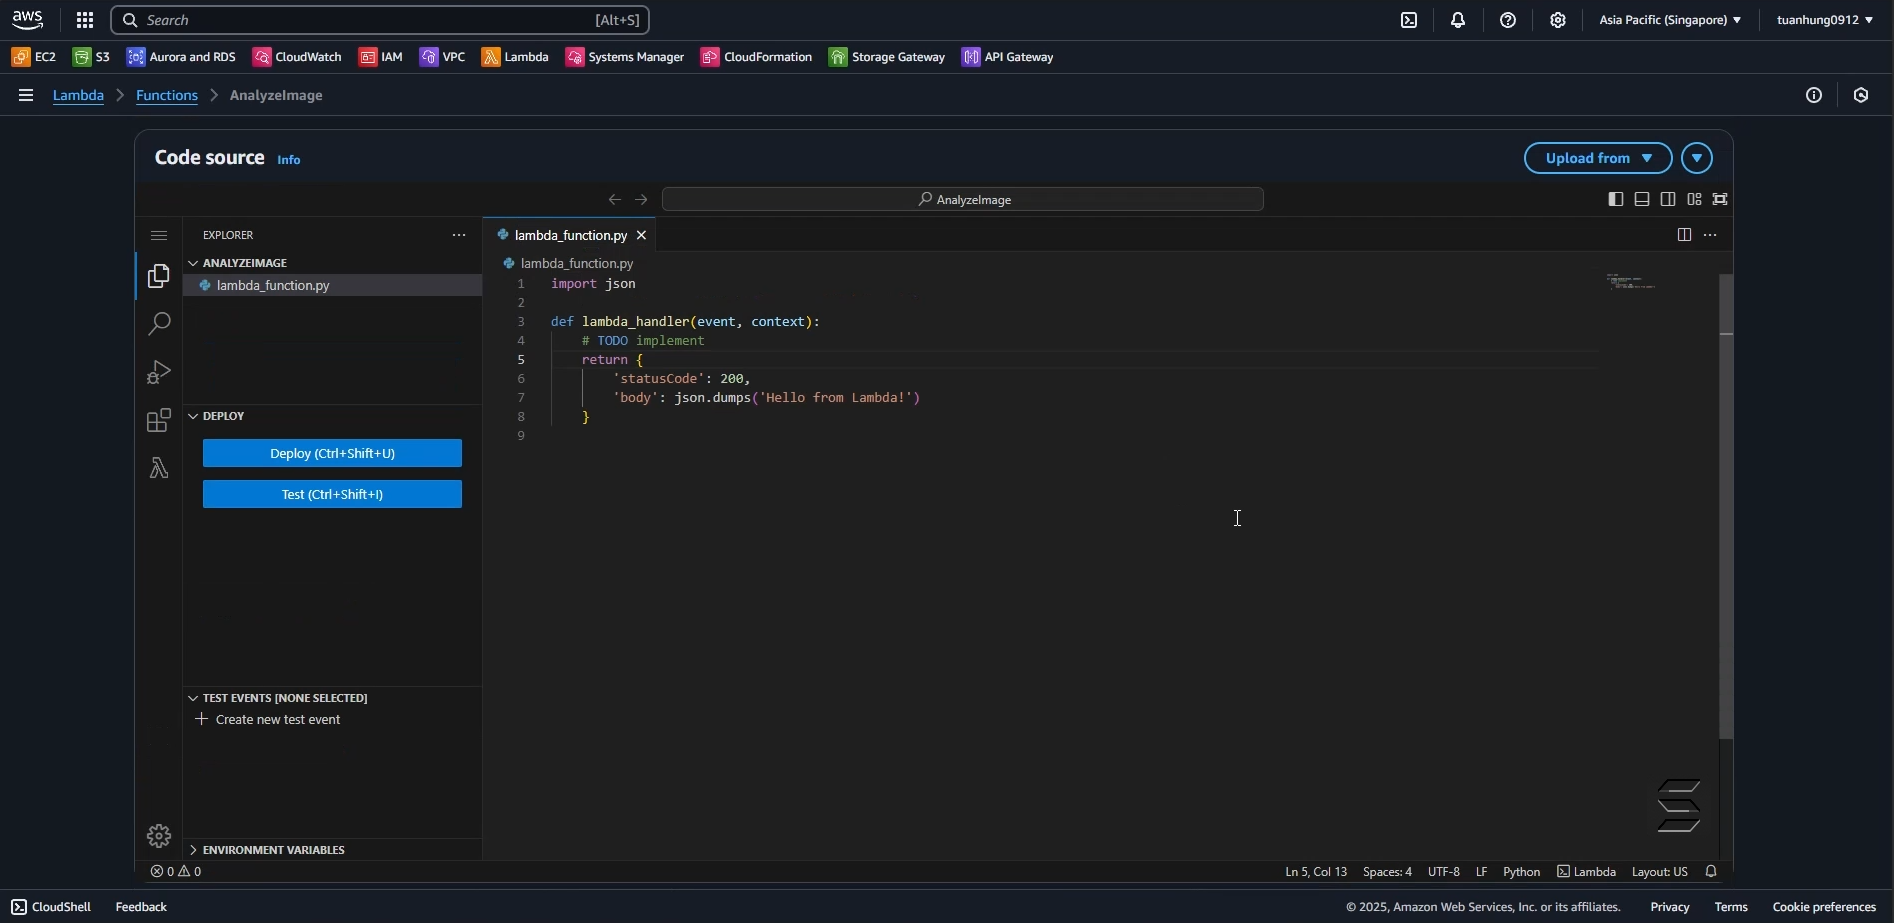 aws Search [Alt+S] Asia Pacific (Singapore) tuanhung0912
EC2 S3 Aurora and RDS CloudWatch IAM VPC Lambda Systems Manager CloudFormation Storage Gateway API Gateway
Lambda > Functions > AnalyzeImage
Code source Info Upload from
AnalyzeImage
EXPLORER ...
lambda_function.py
ANALYZEIMAGE
lambda_function.py
DEPLOY
Deploy (Ctrl+Shift+U)
Test (Ctrl+Shift+I)
TEST EVENTS [NONE SELECTED]
+ Create new test event
ENVIRONMENT VARIABLES
lambda_function.py
1 import json
2
3 def lambda_handler(event, context):
4 # TODO implement
5 return {
6 'statusCode': 200,
7 'body': json.dumps('Hello from Lambda!')
8 }
9
0 0 Ln 5, Col 13 Spaces: 4 UTF-8 LF Python Lambda Layout: US
CloudShell Feedback © 2025, Amazon Web Services, Inc. or its affiliates. Privacy Terms Cookie preferences